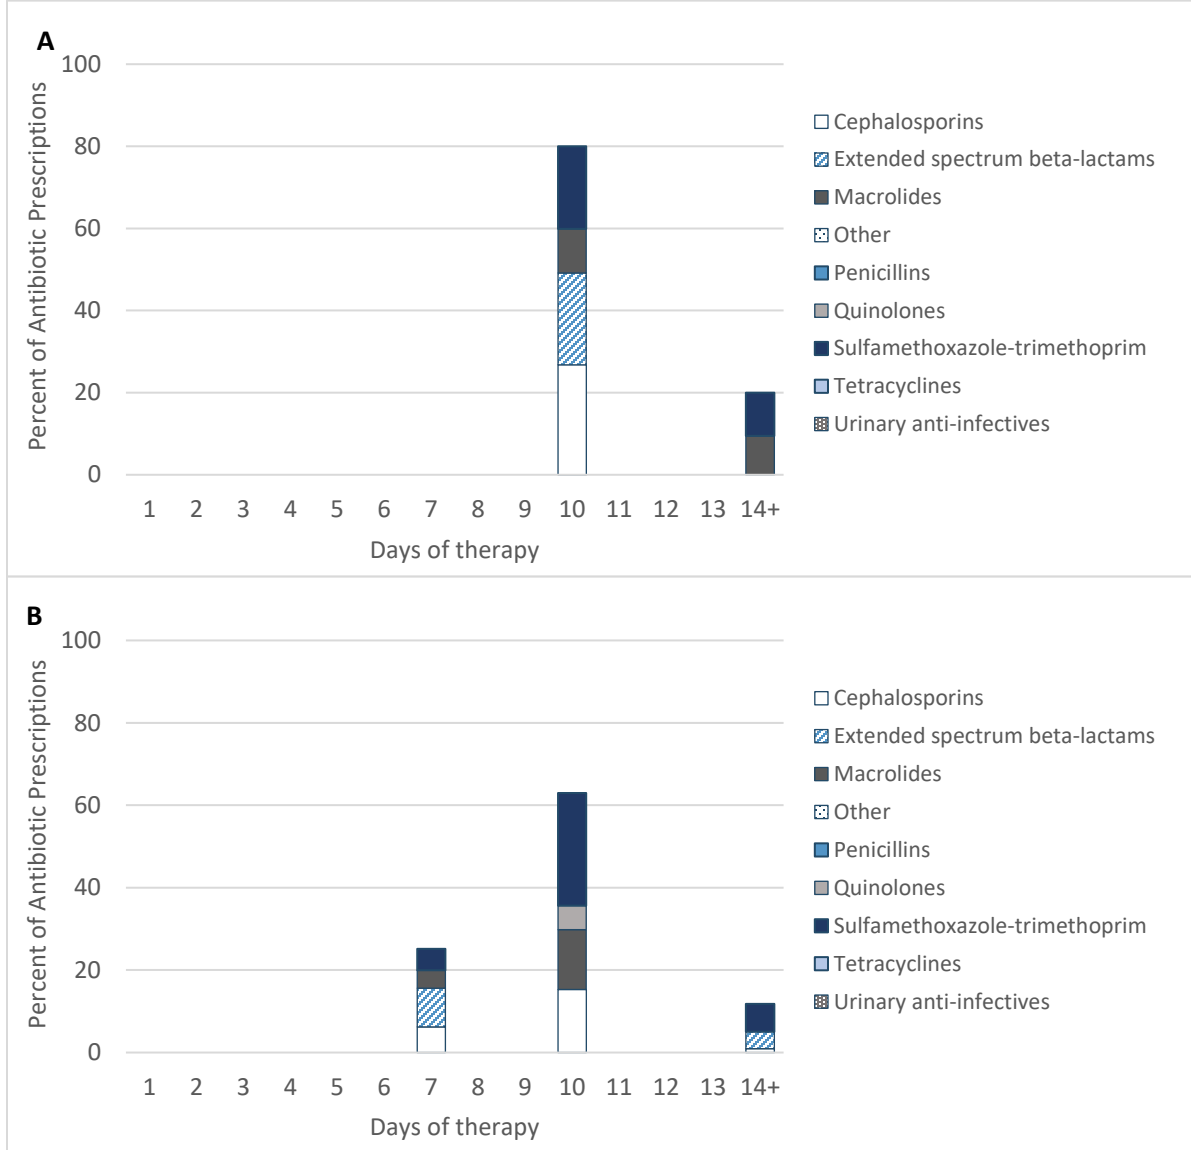 A
Percent of Antibiotic Prescriptions
100
80
60
40
20
0
1 2 3 4 5 6 7 8 9 10 11 12 13 14+
Days of therapy
Cephalosporins
Extended spectrum beta-lactams
Macrolides
Other
Penicillins
Quinolones
Sulfamethoxazole-trimethoprim
Tetracyclines
Urinary anti-infectives
B
Percent of Antibiotic Prescriptions
100
80
60
40
20
0
1 2 3 4 5 6 7 8 9 10 11 12 13 14+
Days of therapy
Cephalosporins
Extended spectrum beta-lactams
Macrolides
Other
Penicillins
Quinolones
Sulfamethoxazole-trimethoprim
Tetracyclines
Urinary anti-infectives